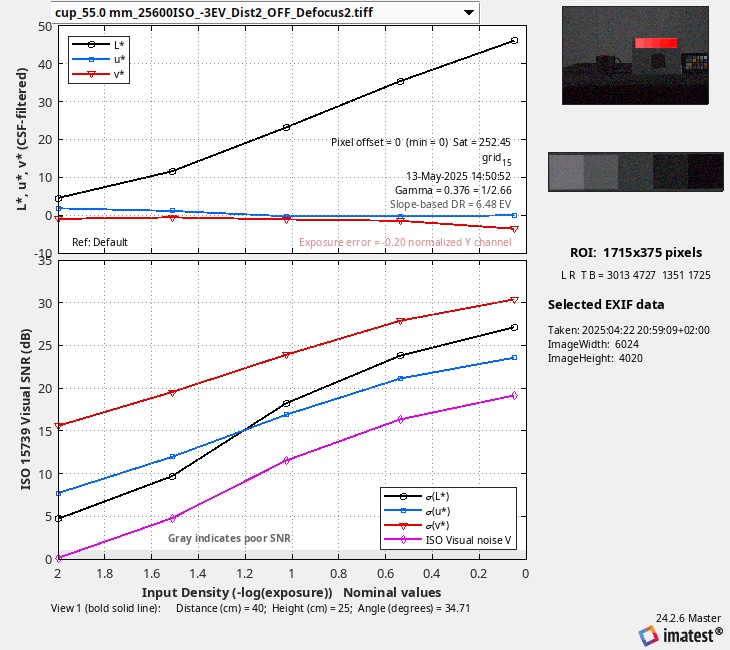 cup_55.0 mm_25600ISO_-3EV_Dist2_OFF_Defocus2.tiff
50
40
30
20
10
0
-10
L*, u*, v* (CSF-filtered)
L*
u*
v*
Pixel offset = 0 (min = 0) Sat = 252.45
grid 15
13-May-2025 14:50:52
Gamma = 0.376 = 1/2.66
Slope-based DR = 6.48 EV
Ref: Default
Exposure error = -0.20 normalized Y channel
35
30
25
20
15
10
5
0
ISO 15739 Visual SNR (dB)
σ(L*)
σ(u*)
σ(v*)
ISO Visual noise V
Gray indicates poor SNR
2 1.8 1.6 1.4 1.2 1 0.8 0.6 0.4 0.2 0
Input Density (-log(exposure)) Nominal values
View 1 (bold solid line): Distance (cm) = 40; Height (cm) = 25; Angle (degrees) = 34.71
ROI: 1715x375 pixels
L R T B = 3013 4727 1351 1725
Selected EXIF data
Taken: 2025:04:22 20:59:09+02:00
ImageWidth: 6024
ImageHeight: 4020
24.2.6 Master
imatest®